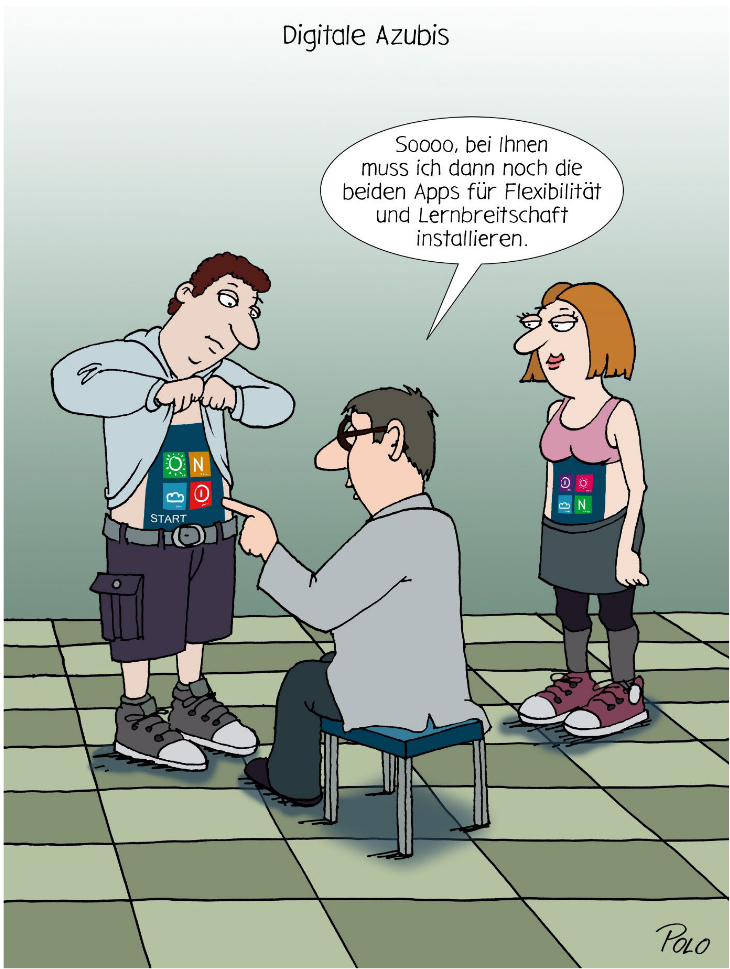 Digitale Azubis
Soooo, bei Ihnen
muss ich dann noch die
beiden Apps für Flexibilität
und Lernbreitschaft
installieren.
N
START
N
POLO